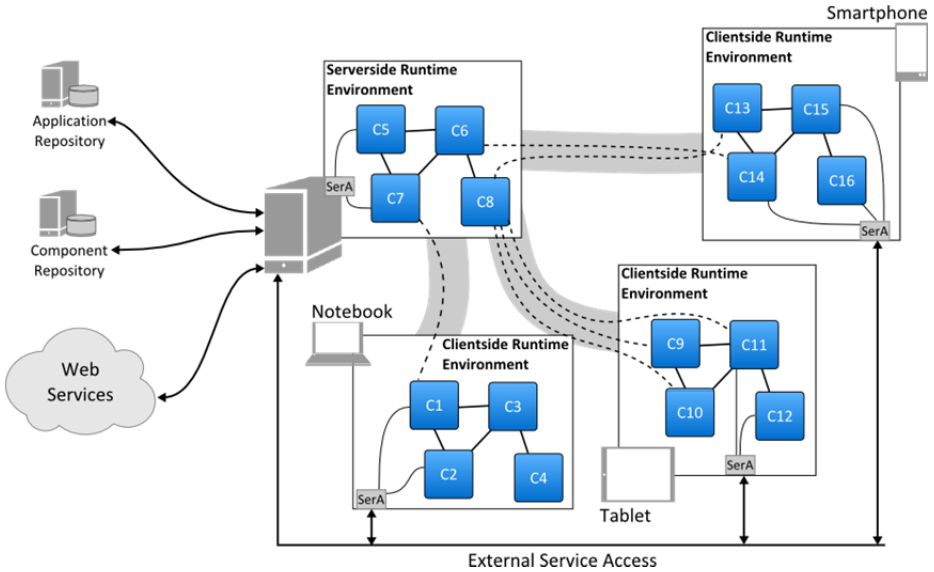 Smartphone
Clientside Runtime
Environment
C13
C15
C14
C16
SerA
Serverside Runtime
Environment
C5
C6
C7
C8
SerA
Application
Repository
Component
Repository
Web
Services
Notebook
Clientside Runtime
Environment
C1
C3
C2
C4
SerA
Clientside Runtime
Environment
C9
C11
C10
C12
SerA
Tablet
External Service Access